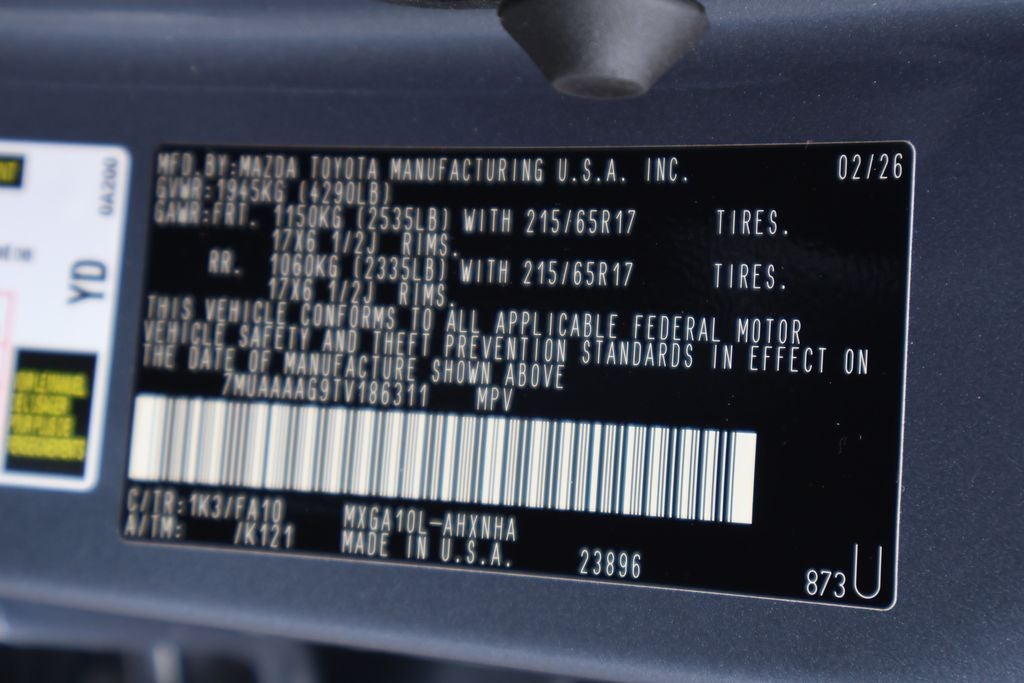 MFD.BY:MAZDA TOYOTA MANUFACTURING U.S.A. INC. 02/26
GVWR:1945KG (4290LB)
GAWR:FRT. 1150KG (2535LB) WITH 215/65R17 TIRES.
17X6 1/2J RIMS.
RR. 1060KG (2335LB) WITH 215/65R17 TIRES.
17X6 1/2J RIMS.
THIS VEHICLE CONFORMS TO ALL APPLICABLE FEDERAL MOTOR
VEHICLE SAFETY AND THEFT PREVENTION STANDARDS IN EFFECT ON
THE DATE OF MANUFACTURE SHOWN ABOVE
7MUAAAAG9TV186311 MPV
C/TR:1K3/FA10 MXGA10L-AHXNHA
A/TM: /K121 MADE IN U.S.A. 23896 873U
0A200
YD